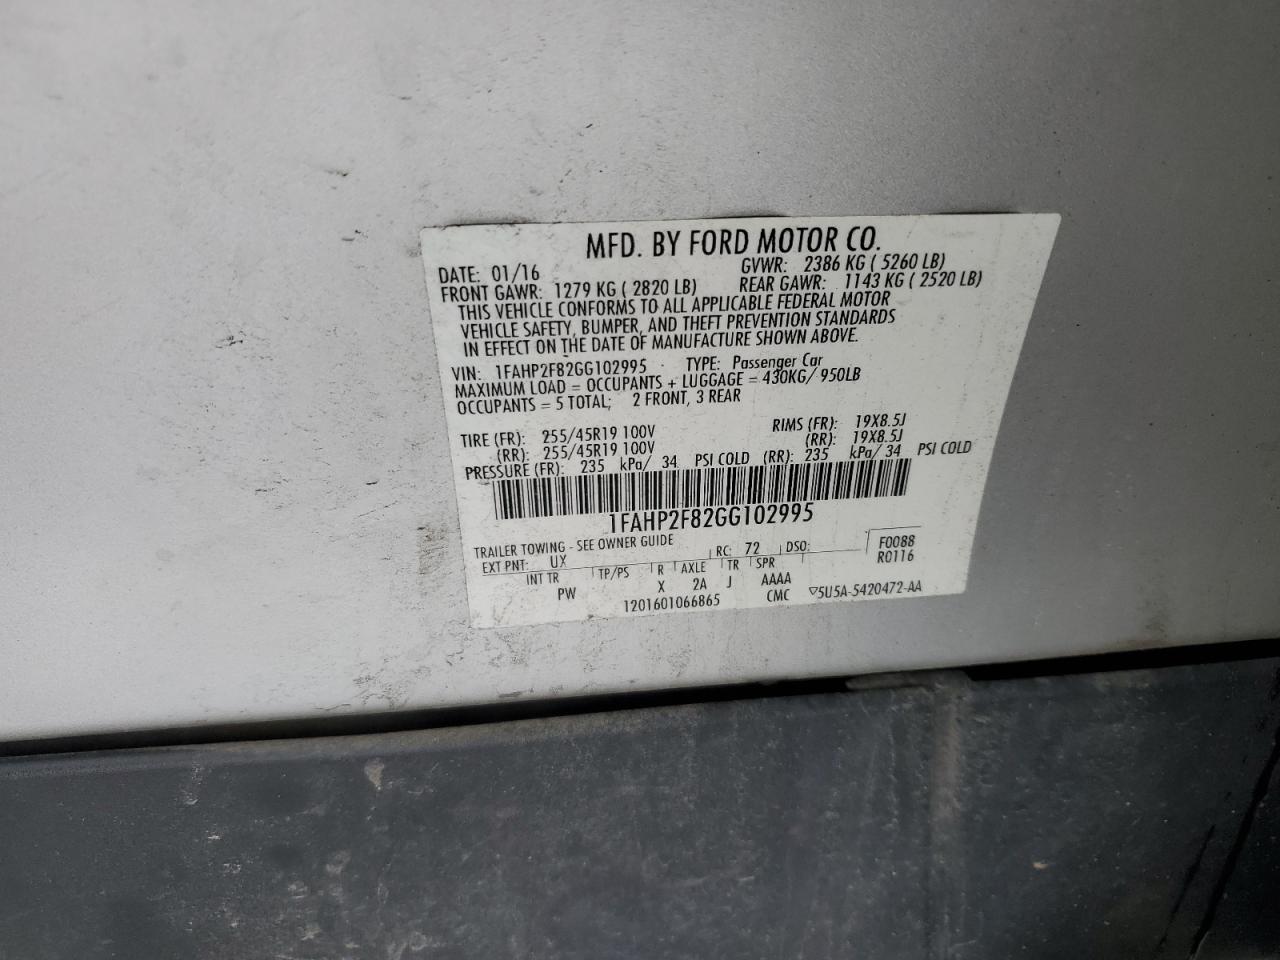 MFD. BY FORD MOTOR CO.
DATE: 01/16 GVWR: 2386 KG ( 5260 LB)
FRONT GAWR: 1279 KG ( 2820 LB) REAR GAWR: 1143 KG ( 2520 LB)
THIS VEHICLE CONFORMS TO ALL APPLICABLE FEDERAL MOTOR
VEHICLE SAFETY, BUMPER, AND THEFT PREVENTION STANDARDS
IN EFFECT ON THE DATE OF MANUFACTURE SHOWN ABOVE.
VIN: 1FAHP2F82GG102995 TYPE: Passenger Car
MAXIMUM LOAD = OCCUPANTS + LUGGAGE = 430KG/ 950LB
OCCUPANTS = 5 TOTAL; 2 FRONT, 3 REAR
TIRE (FR): 255/45R19 100V RIMS (FR): 19X8.5J
(RR): 255/45R19 100V (RR): 19X8.5J
PRESSURE (FR): 235 kPa/ 34 PSI COLD (RR): 235 kPa/ 34 PSI COLD
1FAHP2F82GG102995
TRAILER TOWING - SEE OWNER GUIDE
EXT PNT: UX RC: 72 DSO: F0088
R0116
INT TR TP/PS R AXLE TR SPR
PW X 2A J AAAA
1201601066865 CMC ▽5U5A-5420472-AA